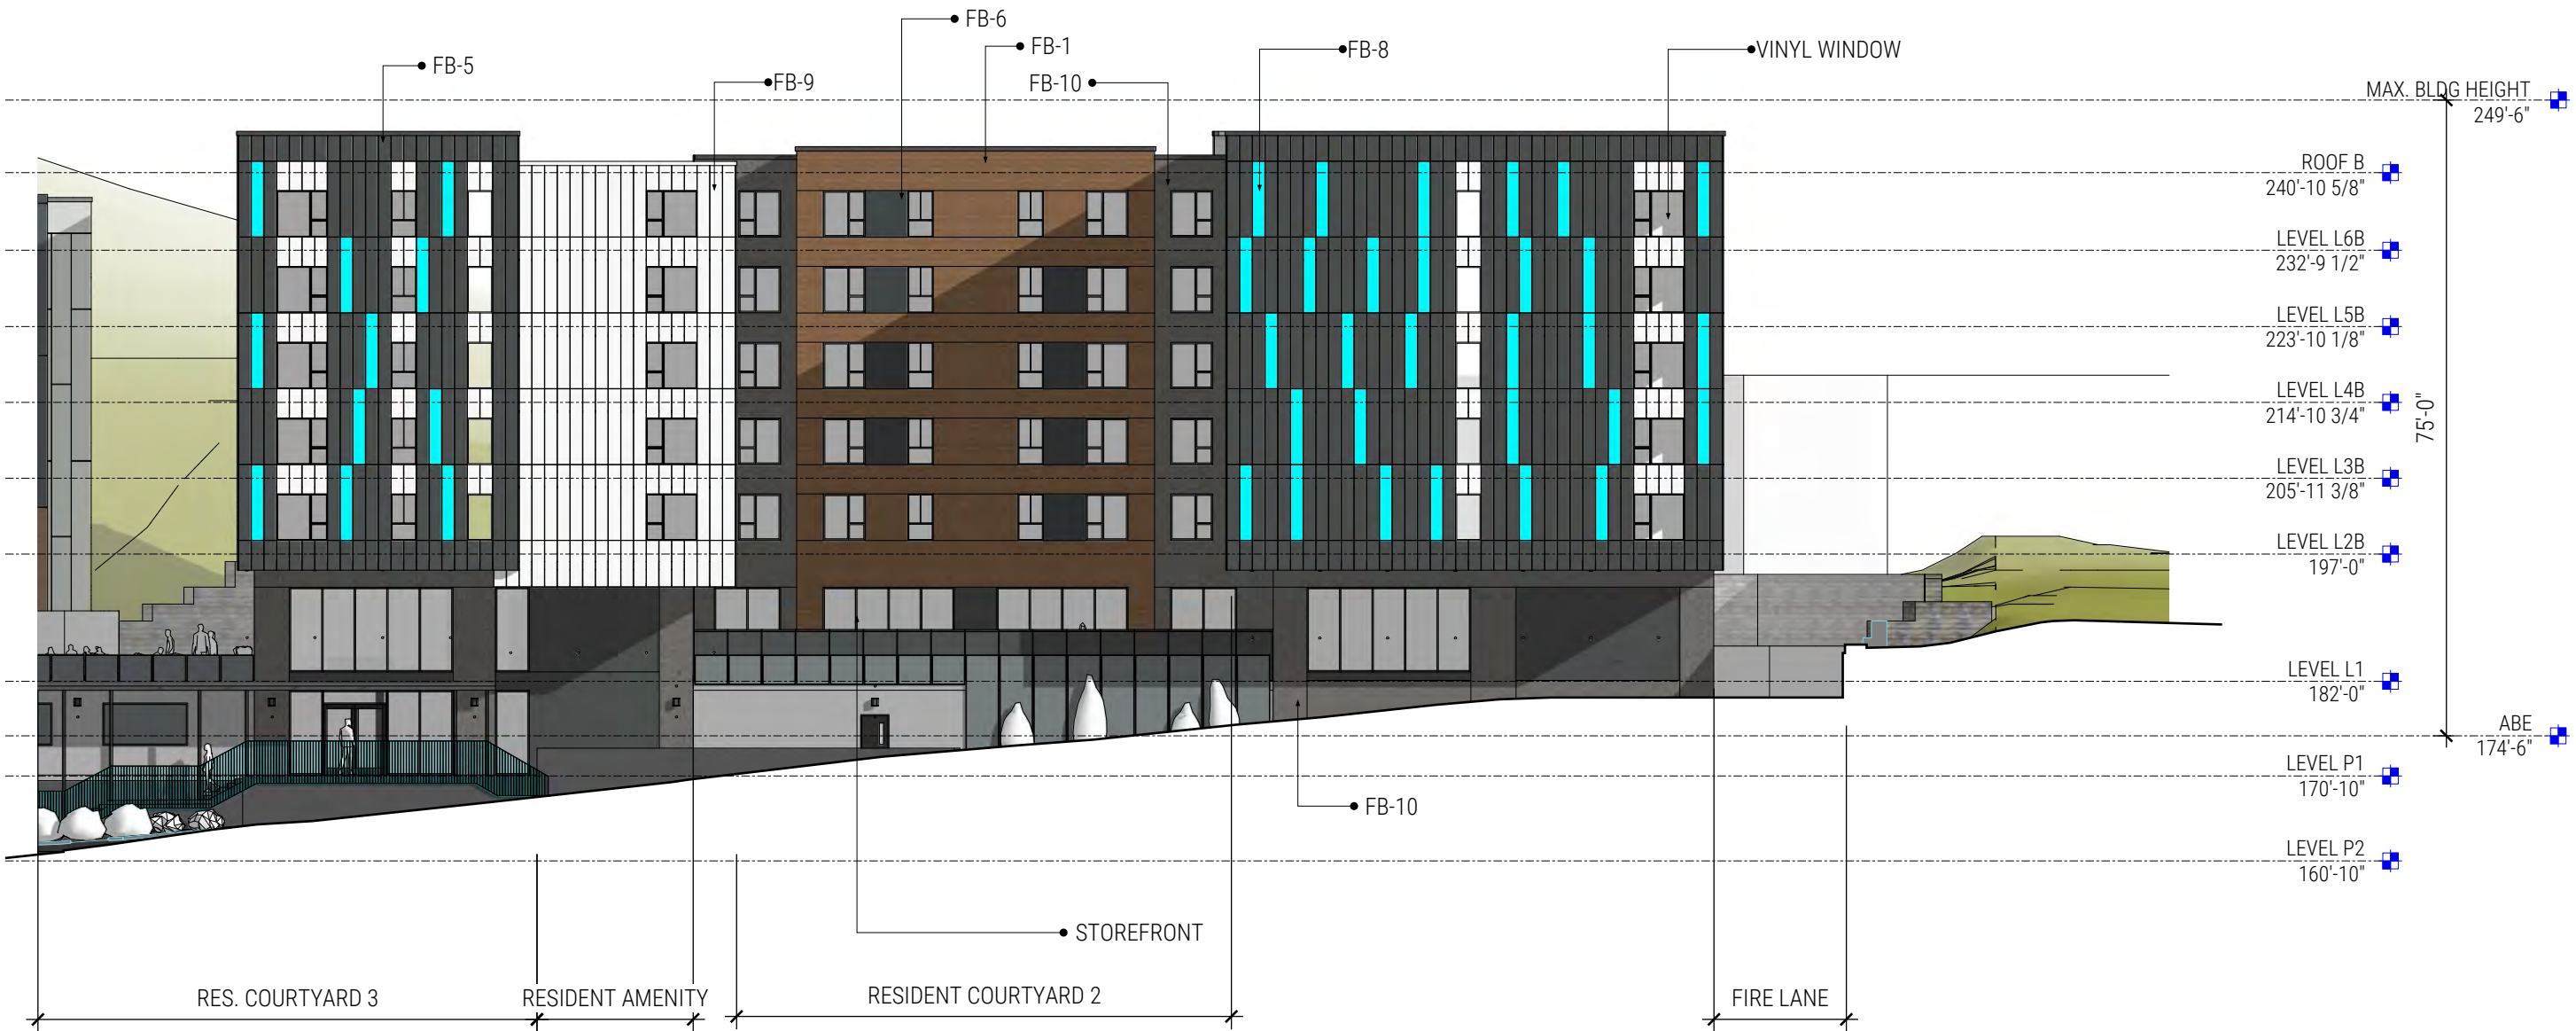 FB-6
FB-1
FB-5
FB-9
FB-10
FB-8
VINYL WINDOW
MAX. BLDG HEIGHT
249'-6"
ROOF B
240'-10 5/8"
LEVEL L6B
232'-9 1/2"
LEVEL L5B
223'-10 1/8"
LEVEL L4B
214'-10 3/4"
75'-0"
LEVEL L3B
205'-11 3/8"
LEVEL L2B
197'-0"
LEVEL L1
182'-0"
ABE
174'-6"
LEVEL P1
170'-10"
FB-10
LEVEL P2
160'-10"
STOREFRONT
RES. COURTYARD 3
RESIDENT AMENITY
RESIDENT COURTYARD 2
FIRE LANE